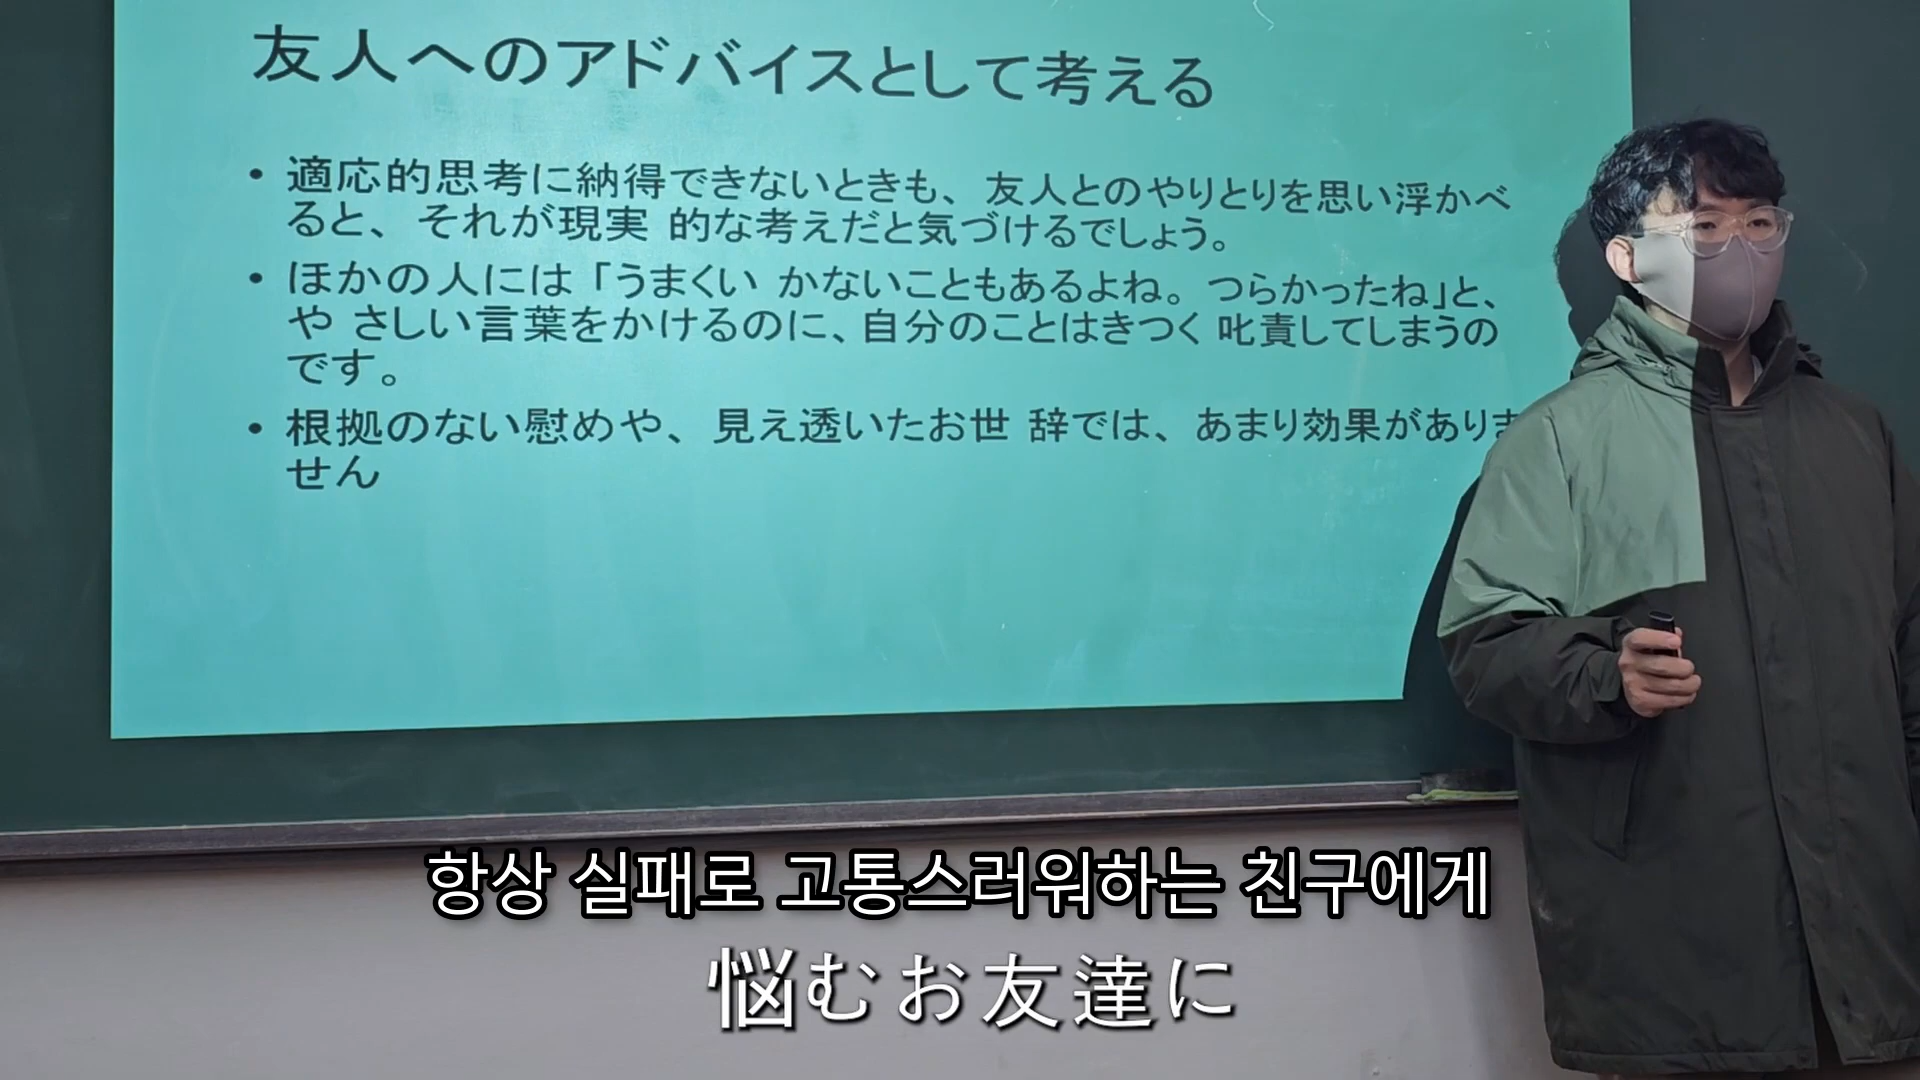 友人へのアドバイスとして考える
• 適応的思考に納得できないときも、友人とのやりとりを思い浮かべ
ると、それが現実 的な考えだと気づけるでしょう。
• ほかの人には「うまくい かないこともあるよね。つらかったね」と、
や さしい言葉をかけるのに、自分のことはきつく 叱責してしまうの
です。
• 根拠のない慰めや、見え透いたお世 辞では、あまり効果がありま
せん
항상 실패로 고통스러워하는 친구에게
悩むお友達に